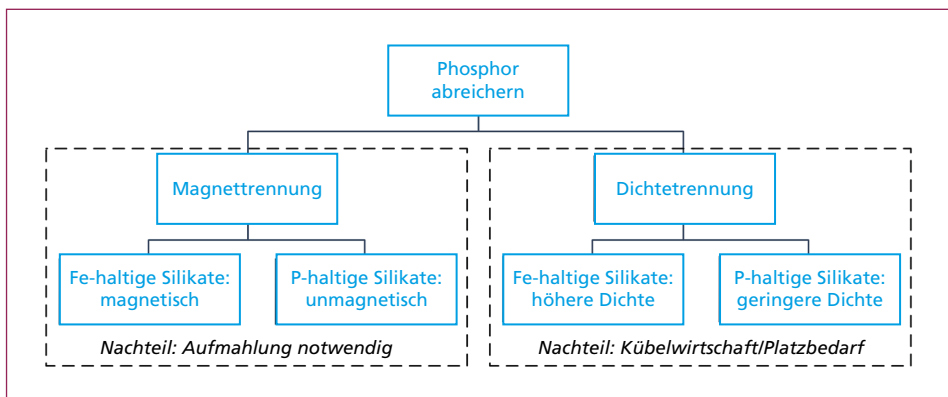 Phosphor
abreichern
Magnettrennung
Dichtetrennung
Fe-haltige Silikate:
magnetisch
P-haltige Silikate:
unmagnetisch
Fe-haltige Silikate:
höhere Dichte
P-haltige Silikate:
geringere Dichte
Nachteil: Aufmahlung notwendig
Nachteil: Kübelwirtschaft/Platzbedarf